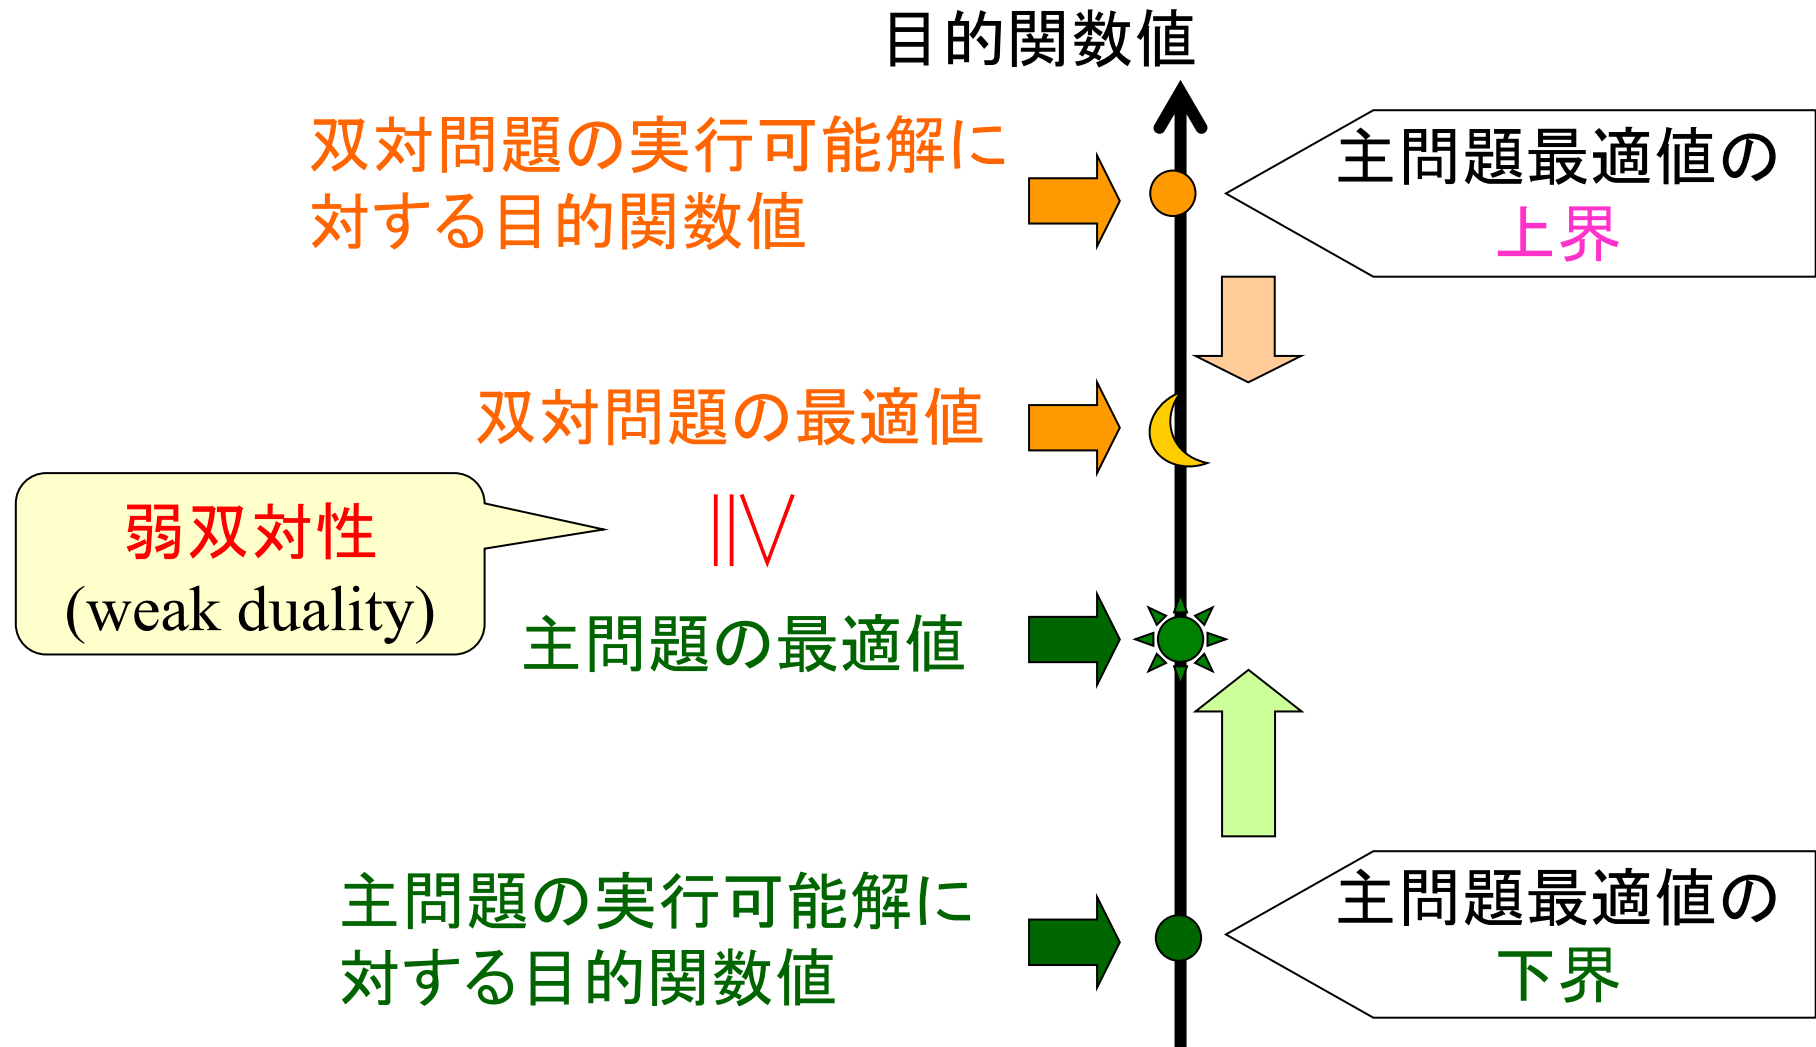 目的関数値
双対問題の実行可能解に
対する目的関数値
主問題最適値の
上界
双対問題の最適値
弱双対性
(weak duality)
主問題の最適値
主問題の実行可能解に
対する目的関数値
主問題最適値の
下界